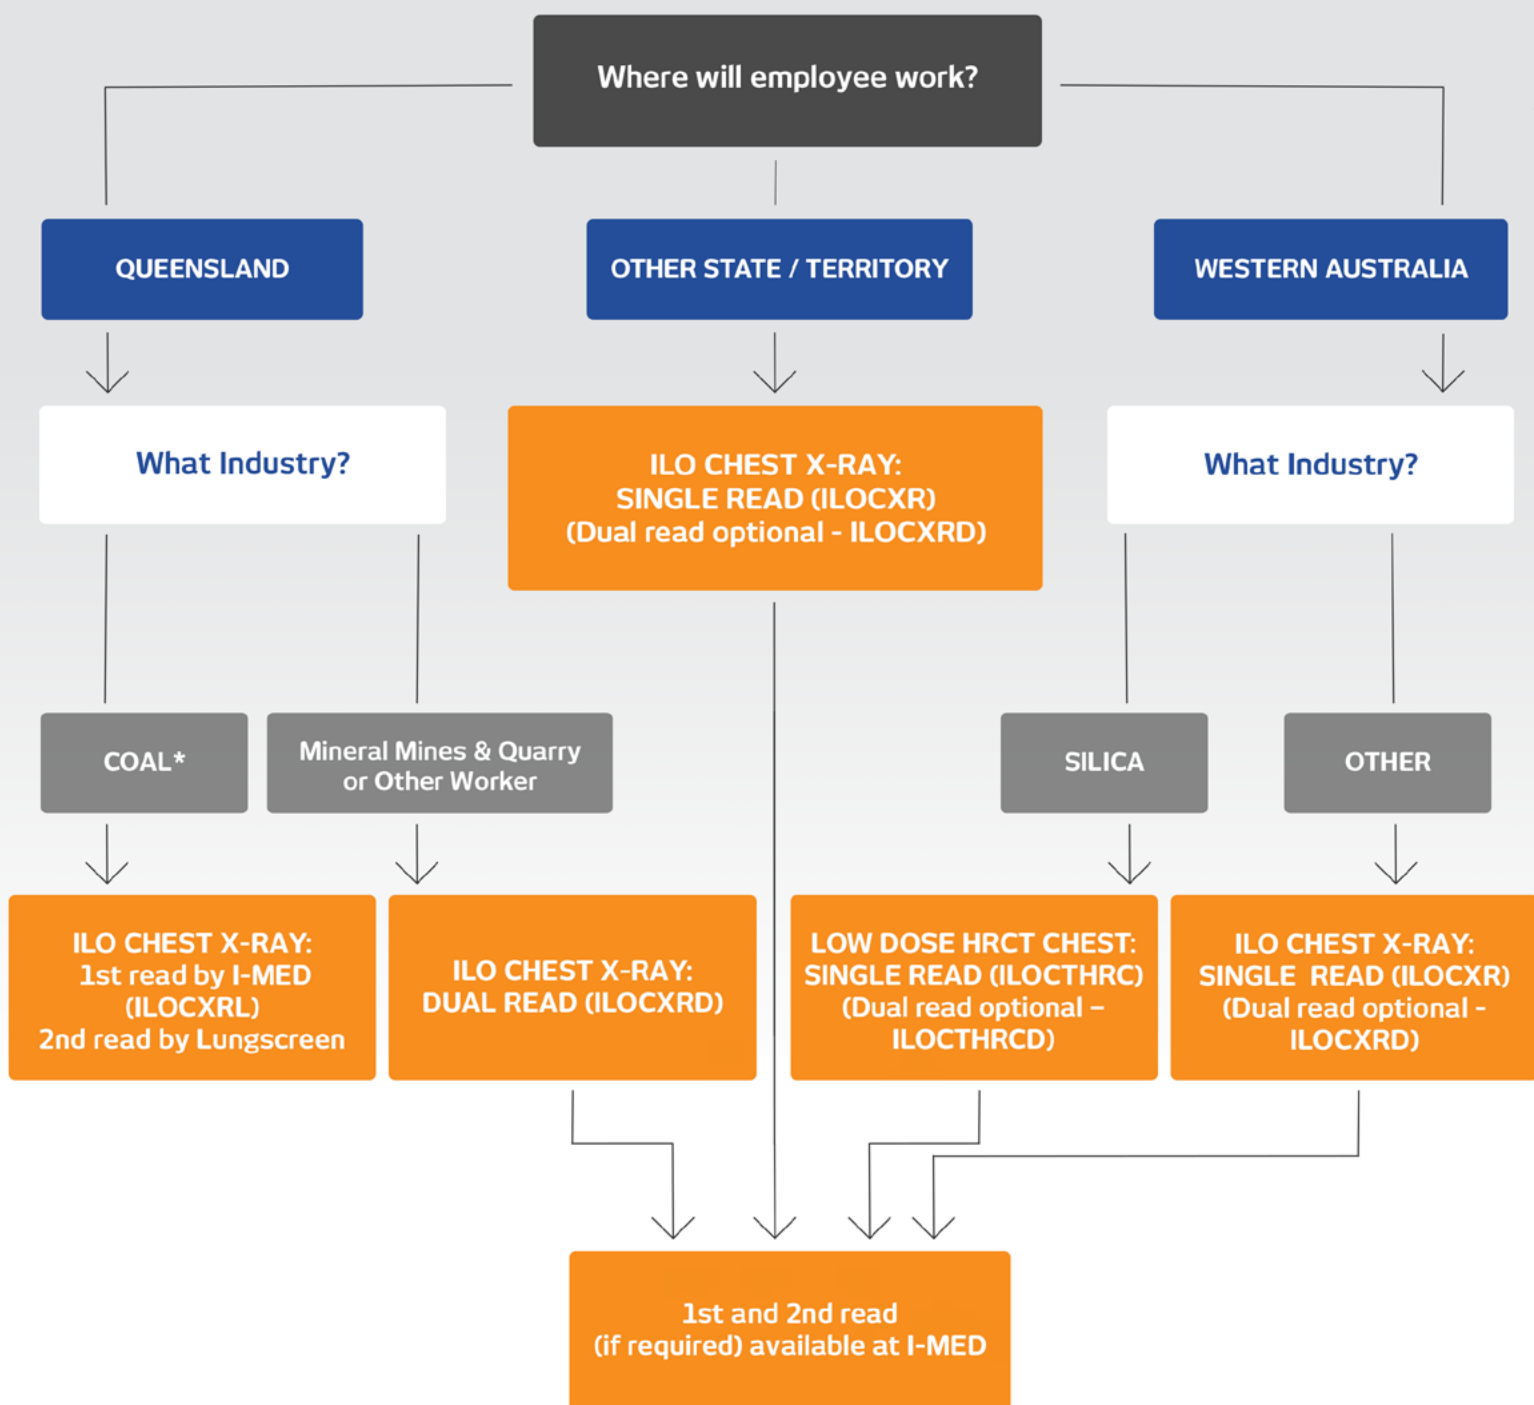 Where will employee work?
QUEENSLAND
OTHER STATE / TERRITORY
WESTERN AUSTRALIA
What Industry?
ILO CHEST X-RAY:
SINGLE READ (ILOCXR)
(Dual read optional - ILOCXRD)
What Industry?
COAL*
Mineral Mines & Quarry
or Other Worker
SILICA
OTHER
ILO CHEST X-RAY:
1st read by I-MED
(ILOCXRL)
2nd read by Lungscreen
ILO CHEST X-RAY:
DUAL READ (ILOCXRD)
LOW DOSE HRCT CHEST:
SINGLE READ (ILOCTHRC)
(Dual read optional –
ILOCTHRCD)
ILO CHEST X-RAY:
SINGLE READ (ILOCXR)
(Dual read optional -
ILOCXRD)
1st and 2nd read
(if required) available at I-MED